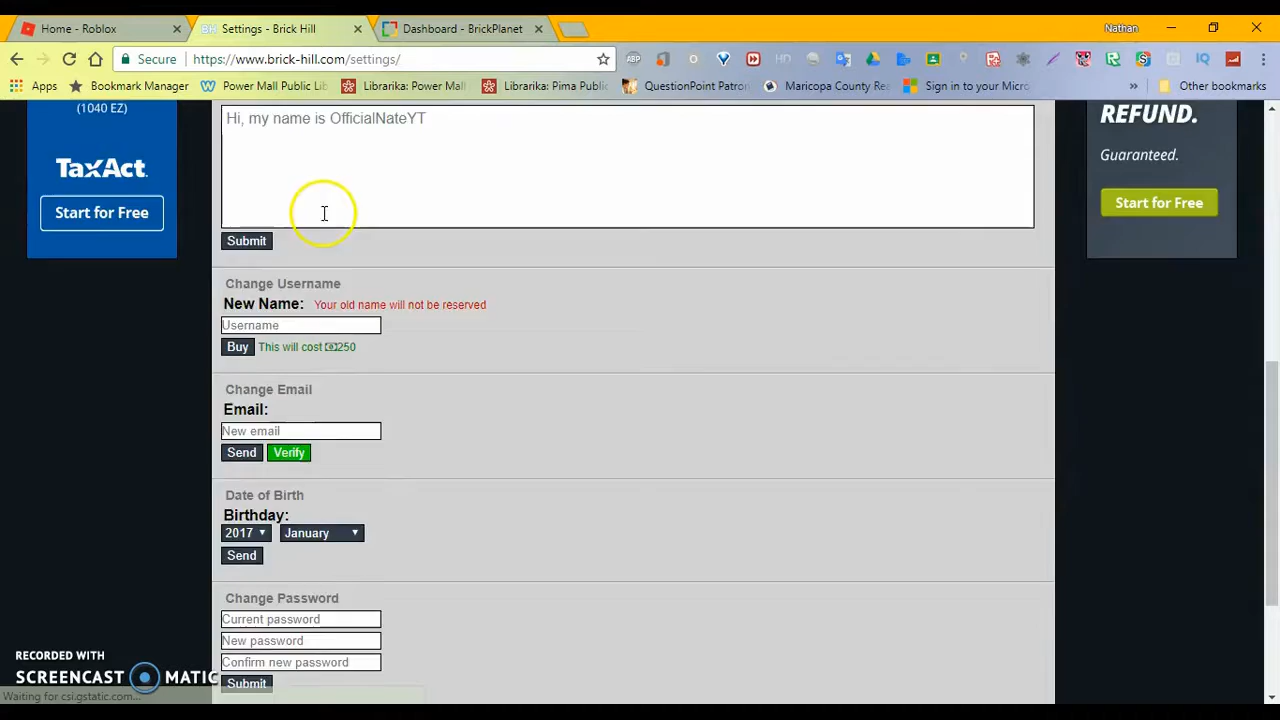 Home - Roblox
Settings - Brick Hill
Dashboard - BrickPlanet
Nathan
Secure
https://www.brick-hill.com/settings/
ABP
HD
IQ
Apps
Bookmark Manager
Power Mall Public Lib
Librarika: Power Mall
Librarika: Pima Public
QuestionPoint Patron
Maricopa County Rea
Sign in to your Micro
»
Other bookmarks
(1040 EZ)
TaxAct.
Start for Free
REFUND.
Guaranteed.
Start for Free
Hi, my name is OfficialNateYT
Submit
Change Username
New Name: Your old name will not be reserved
Username
Buy This will cost 250
Change Email
Email:
New email
Send Verify
Date of Birth
Birthday:
2017 January
Send
Change Password
Current password
New password
Confirm new password
Submit
RECORDED WITH
SCREENCAST MATIC
Waiting for csi.gstatic.com...